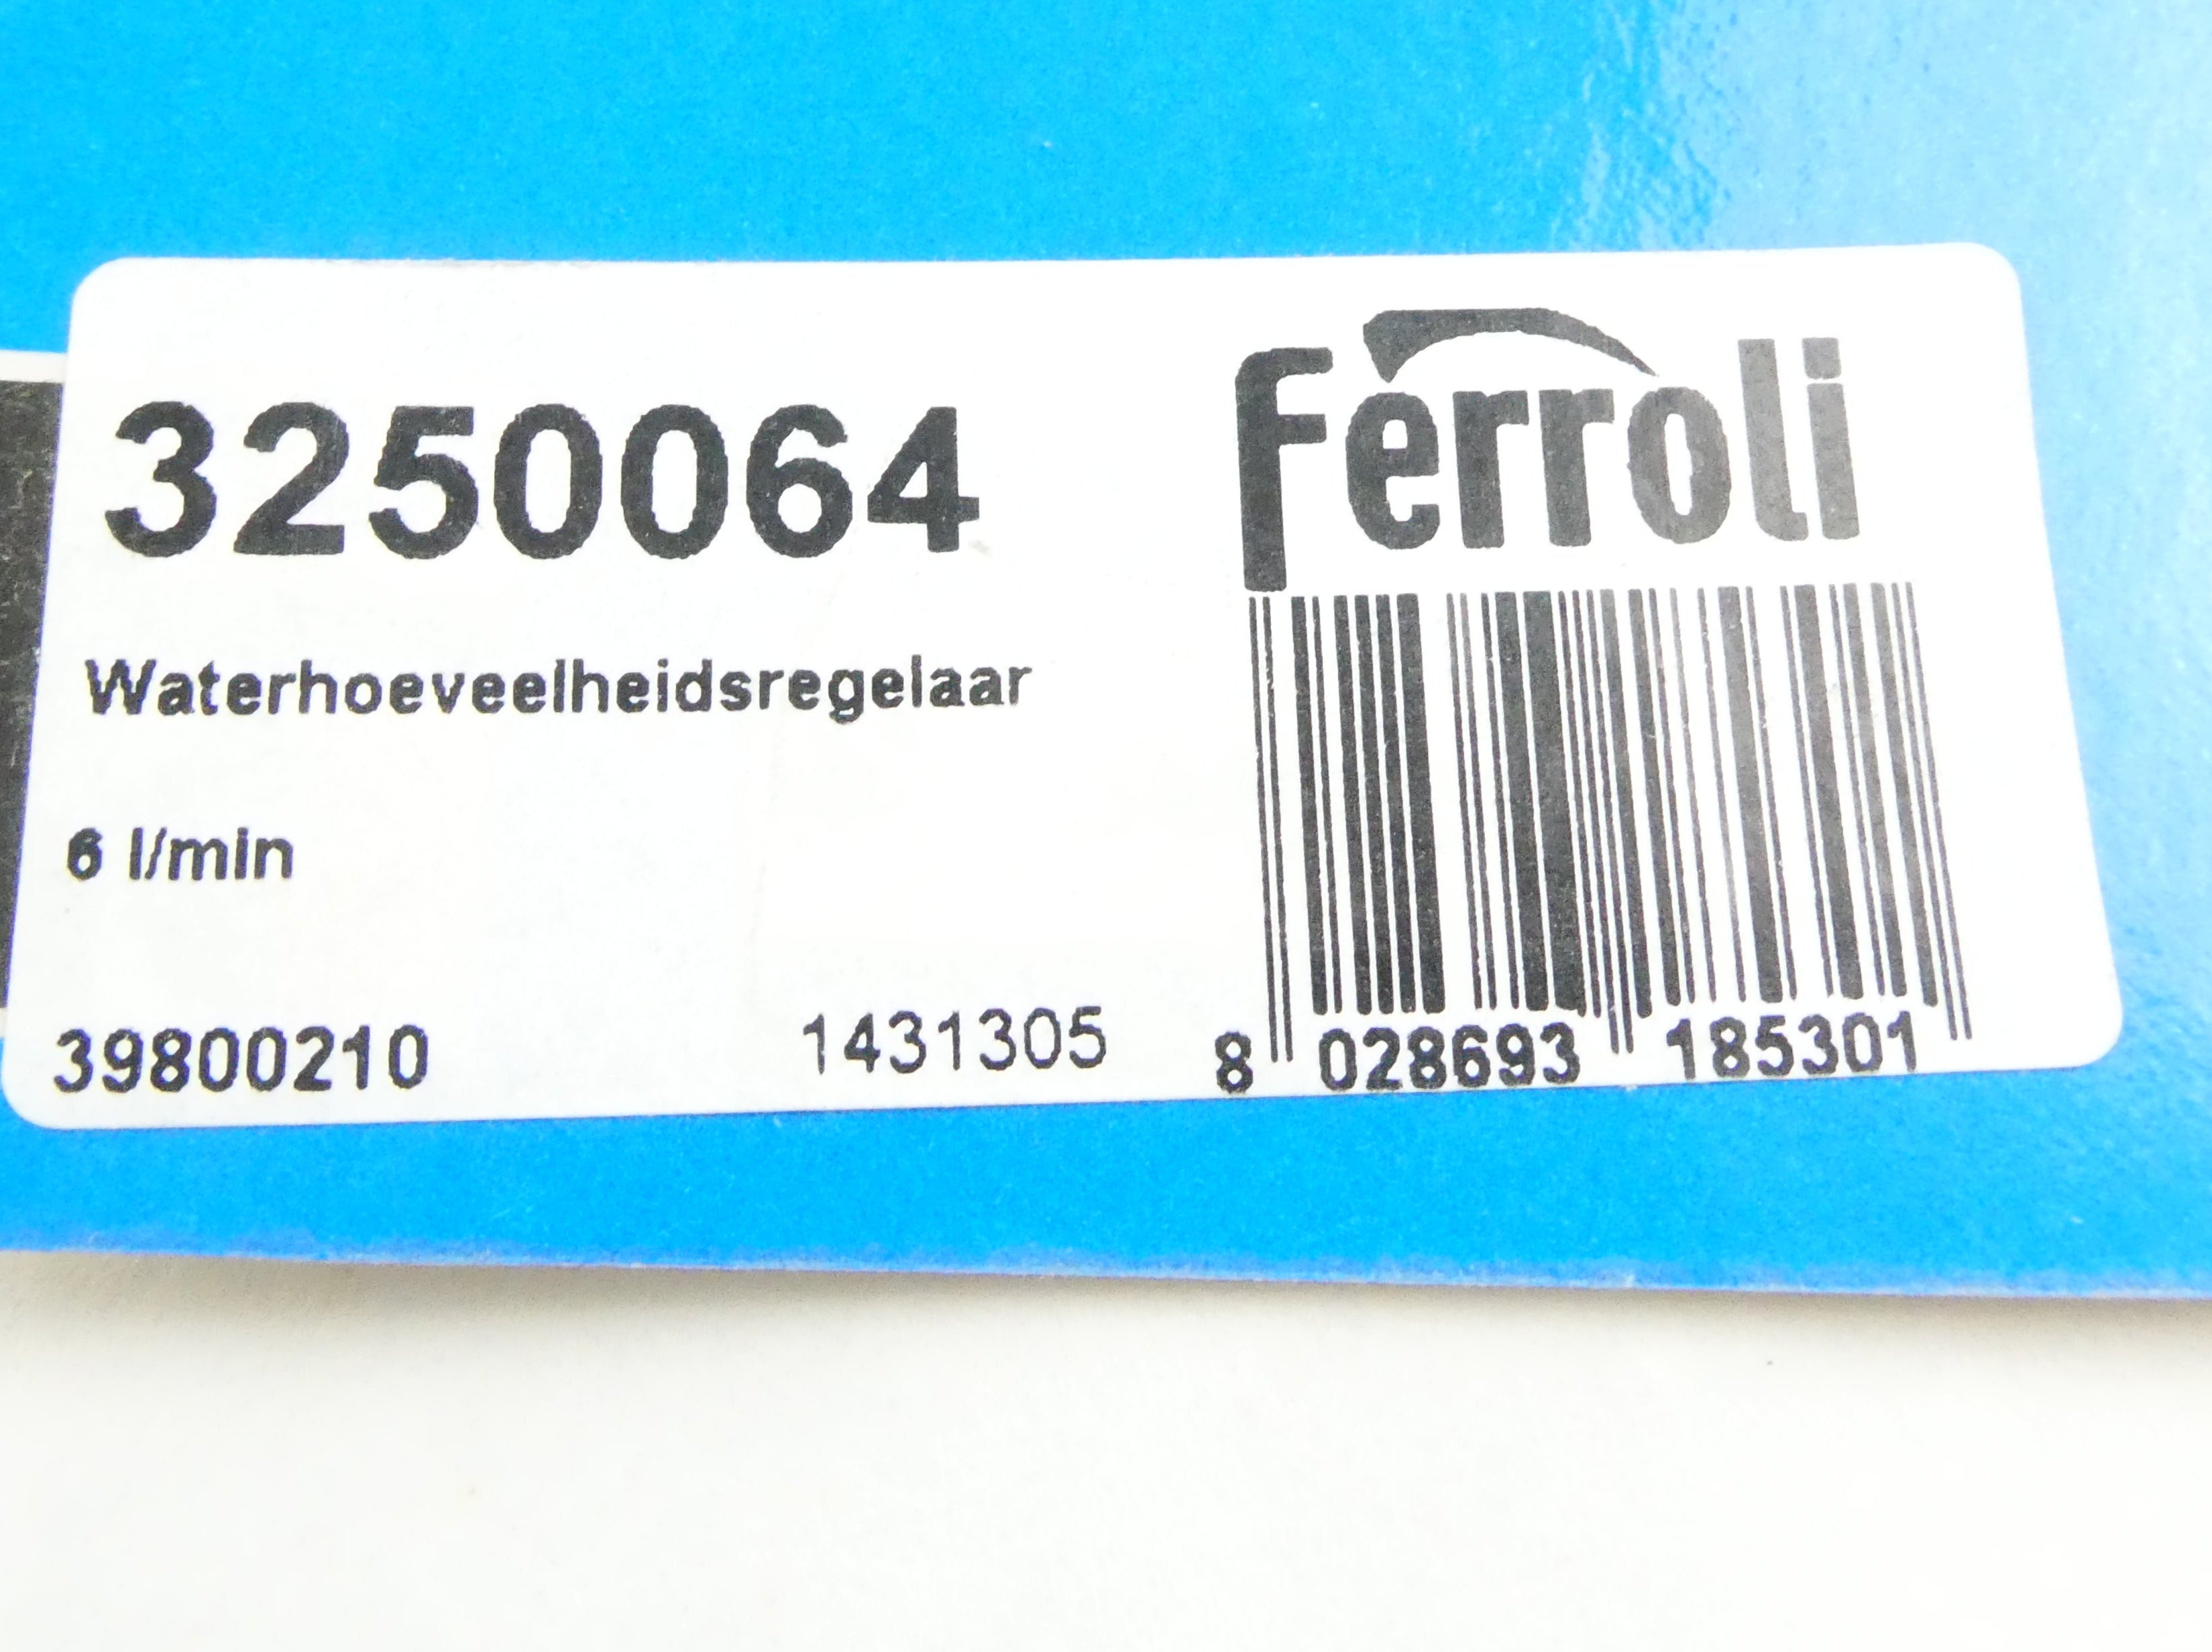 3250064
Ferroli
Waterhoeveelheidsregelaar
6 l/min
39800210
1431305
8 028693 185301